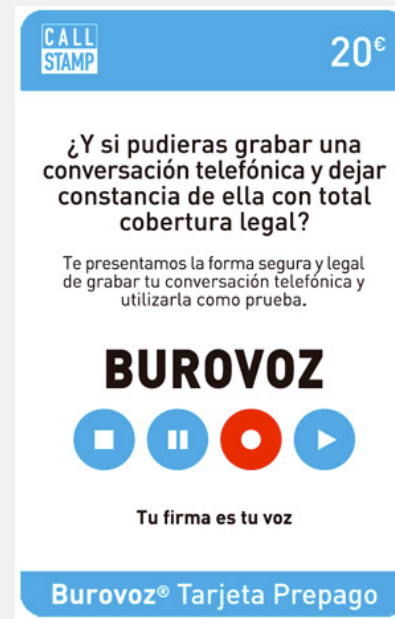 CALL
STAMP
20€
¿Y si pudieras grabar una
conversación telefónica y dejar
constancia de ella con total
cobertura legal?
Te presentamos la forma segura y legal
de grabar tu conversación telefónica y
utilizarla como prueba.
BUROVOZ
Tu firma es tu voz
Burovoz® Tarjeta Prepago